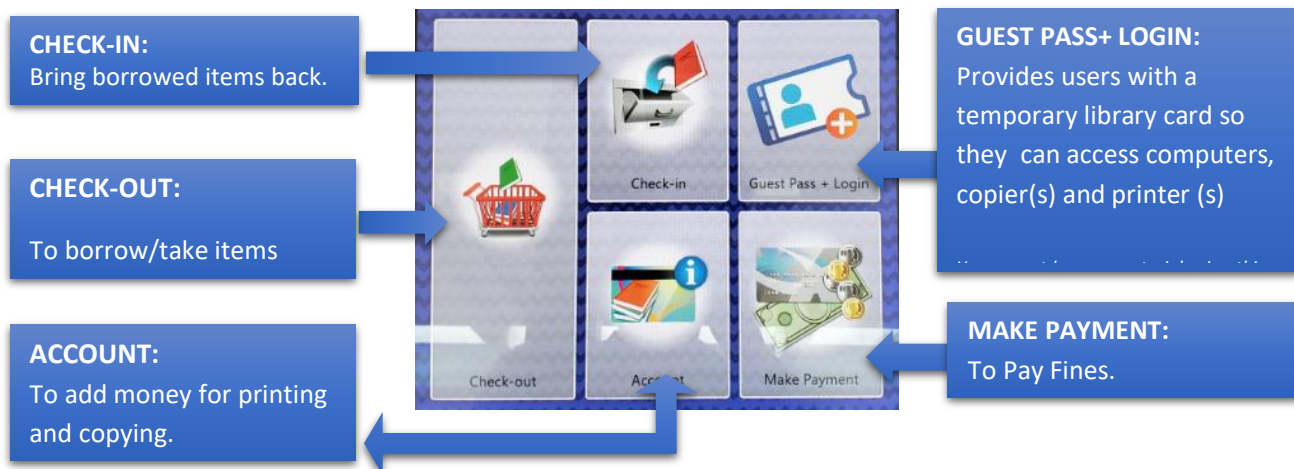 CHECK-IN:
Bring borrowed items back.
CHECK-OUT:
To borrow/take items
ACCOUNT:
To add money for printing
and copying.
Check-in
Guest Pass + Login
Check-out
Account
Make Payment
GUEST PASS+ LOGIN:
Provides users with a
temporary library card so
they can access computers,
copier(s) and printer (s)
MAKE PAYMENT:
To Pay Fines.